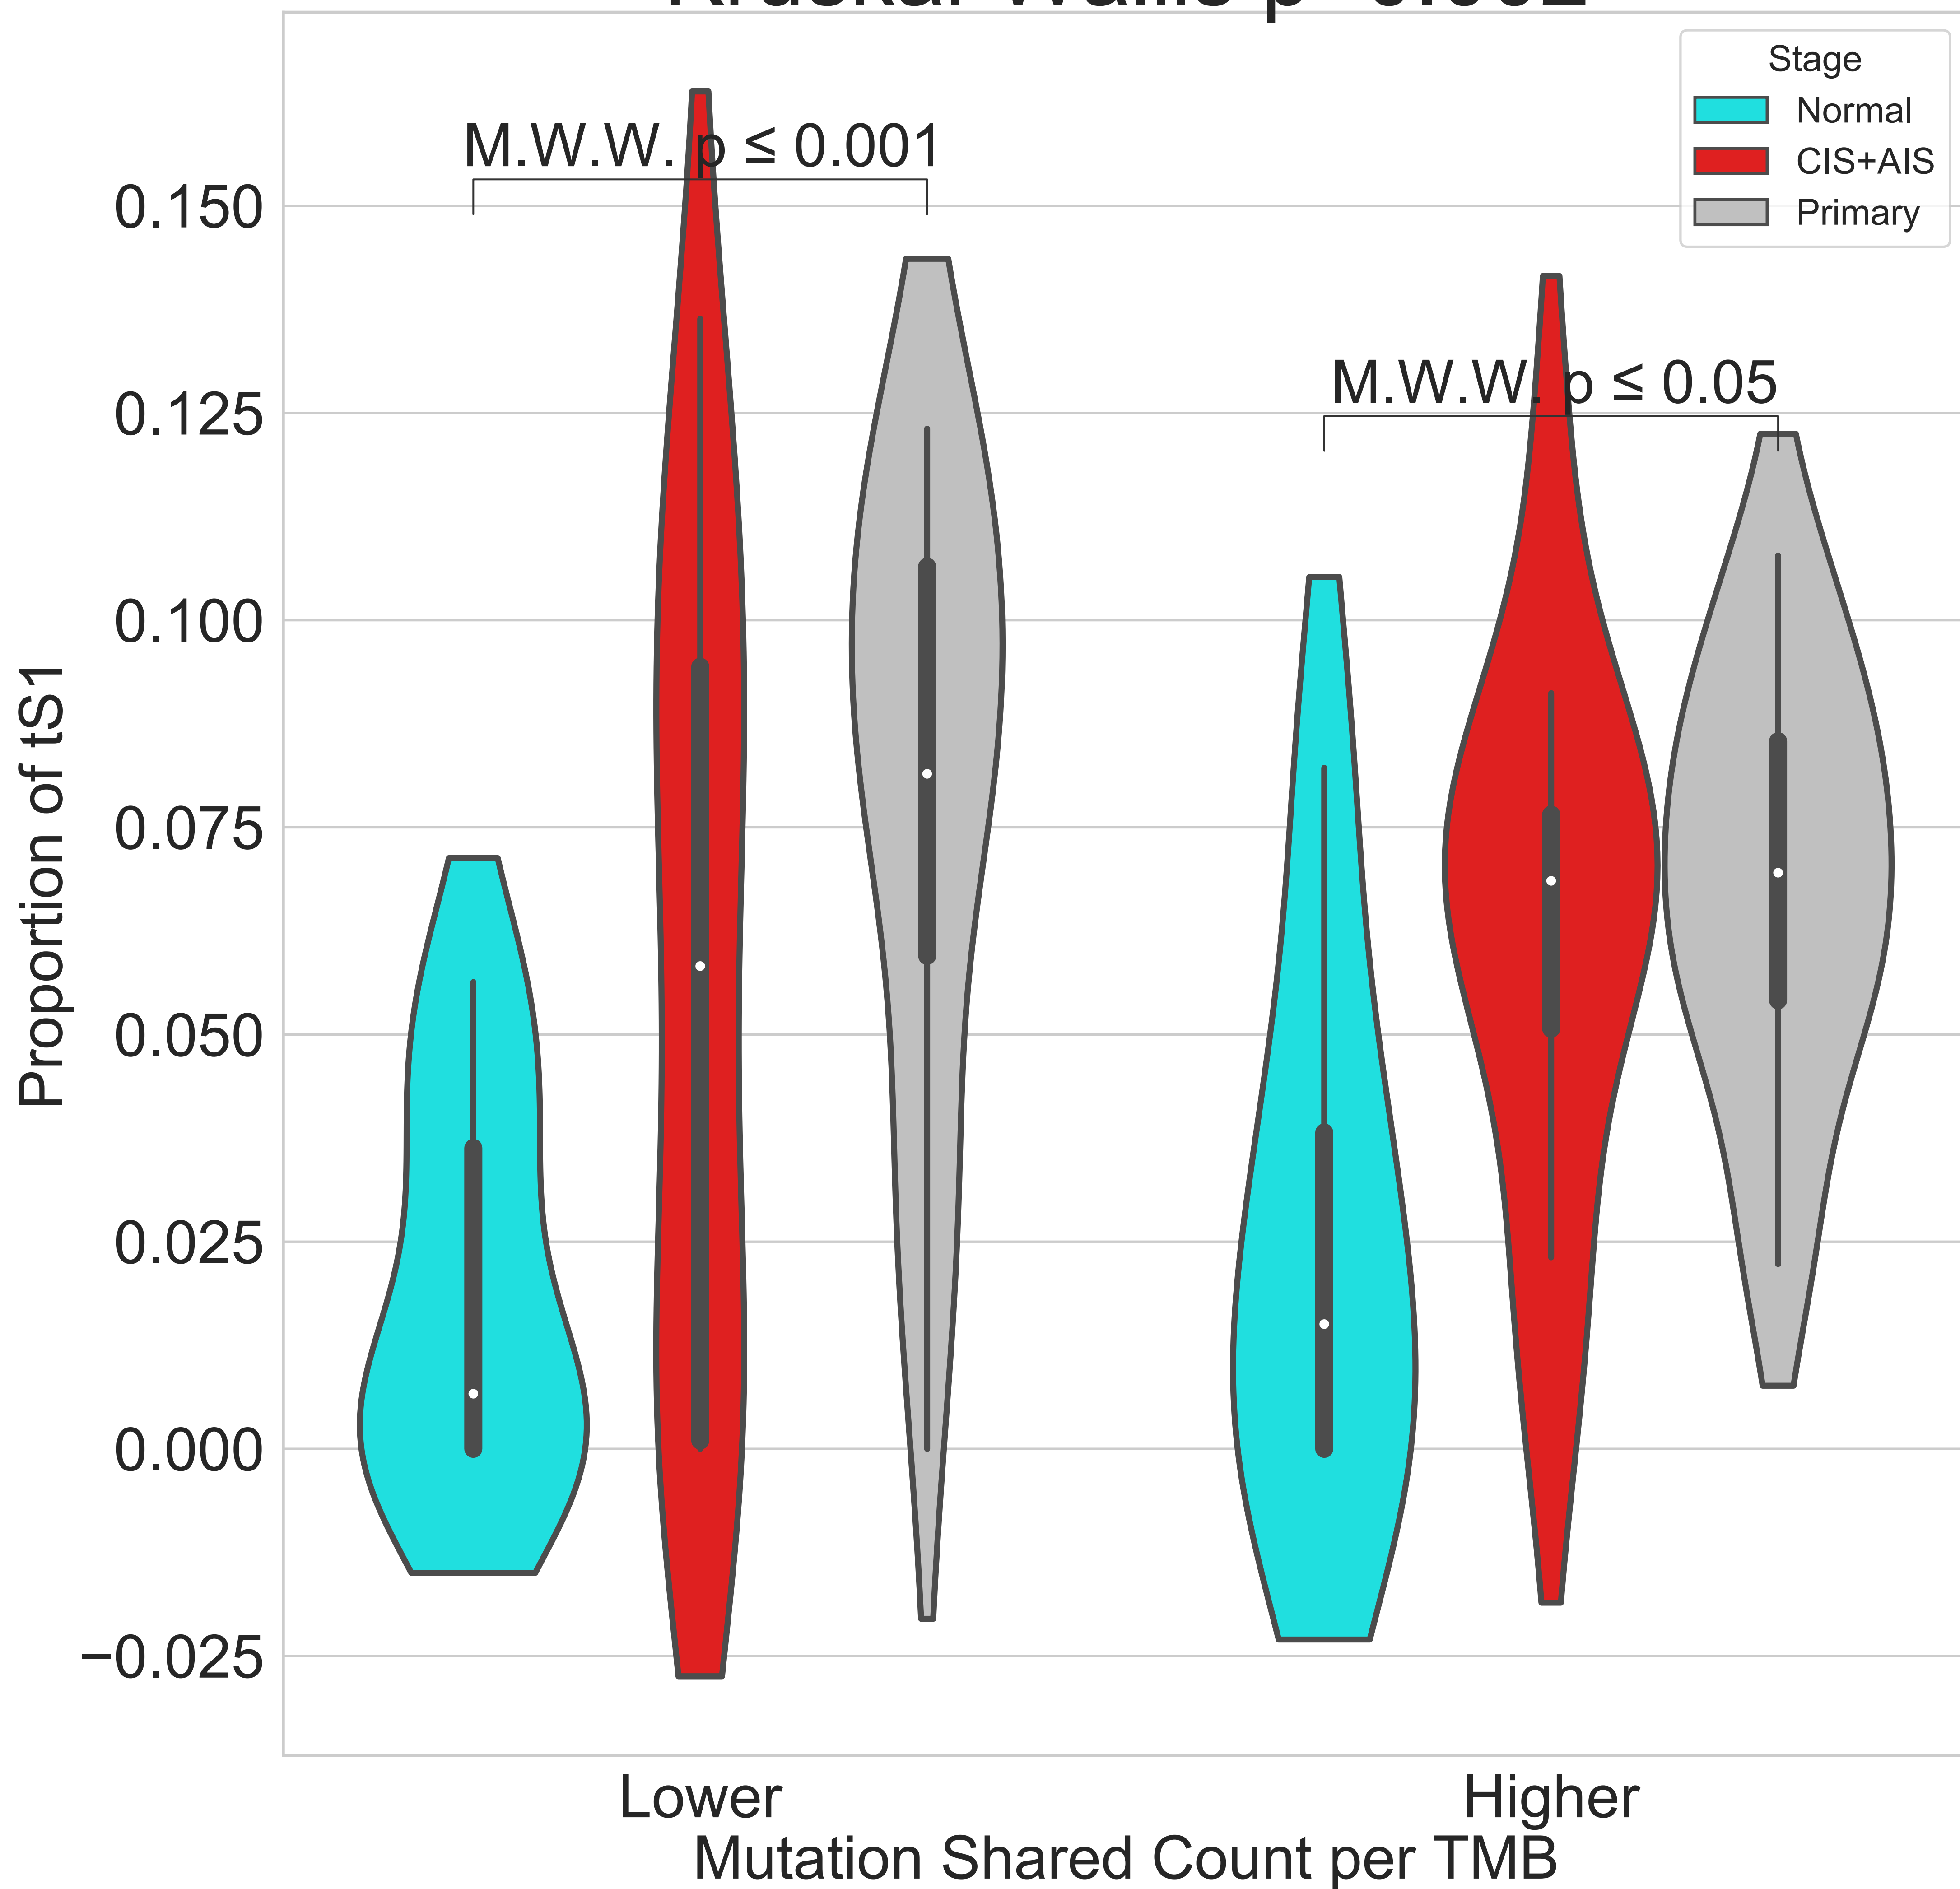 Stage
Normal
CIS+AIS
Primary
M.W.W. p ≤ 0.001
M.W.W. p ≤ 0.05
0.150
0.125
0.100
0.075
0.050
0.025
0.000
−0.025
Proportion of tS1
Lower
Higher
Mutation Shared Count per TMB